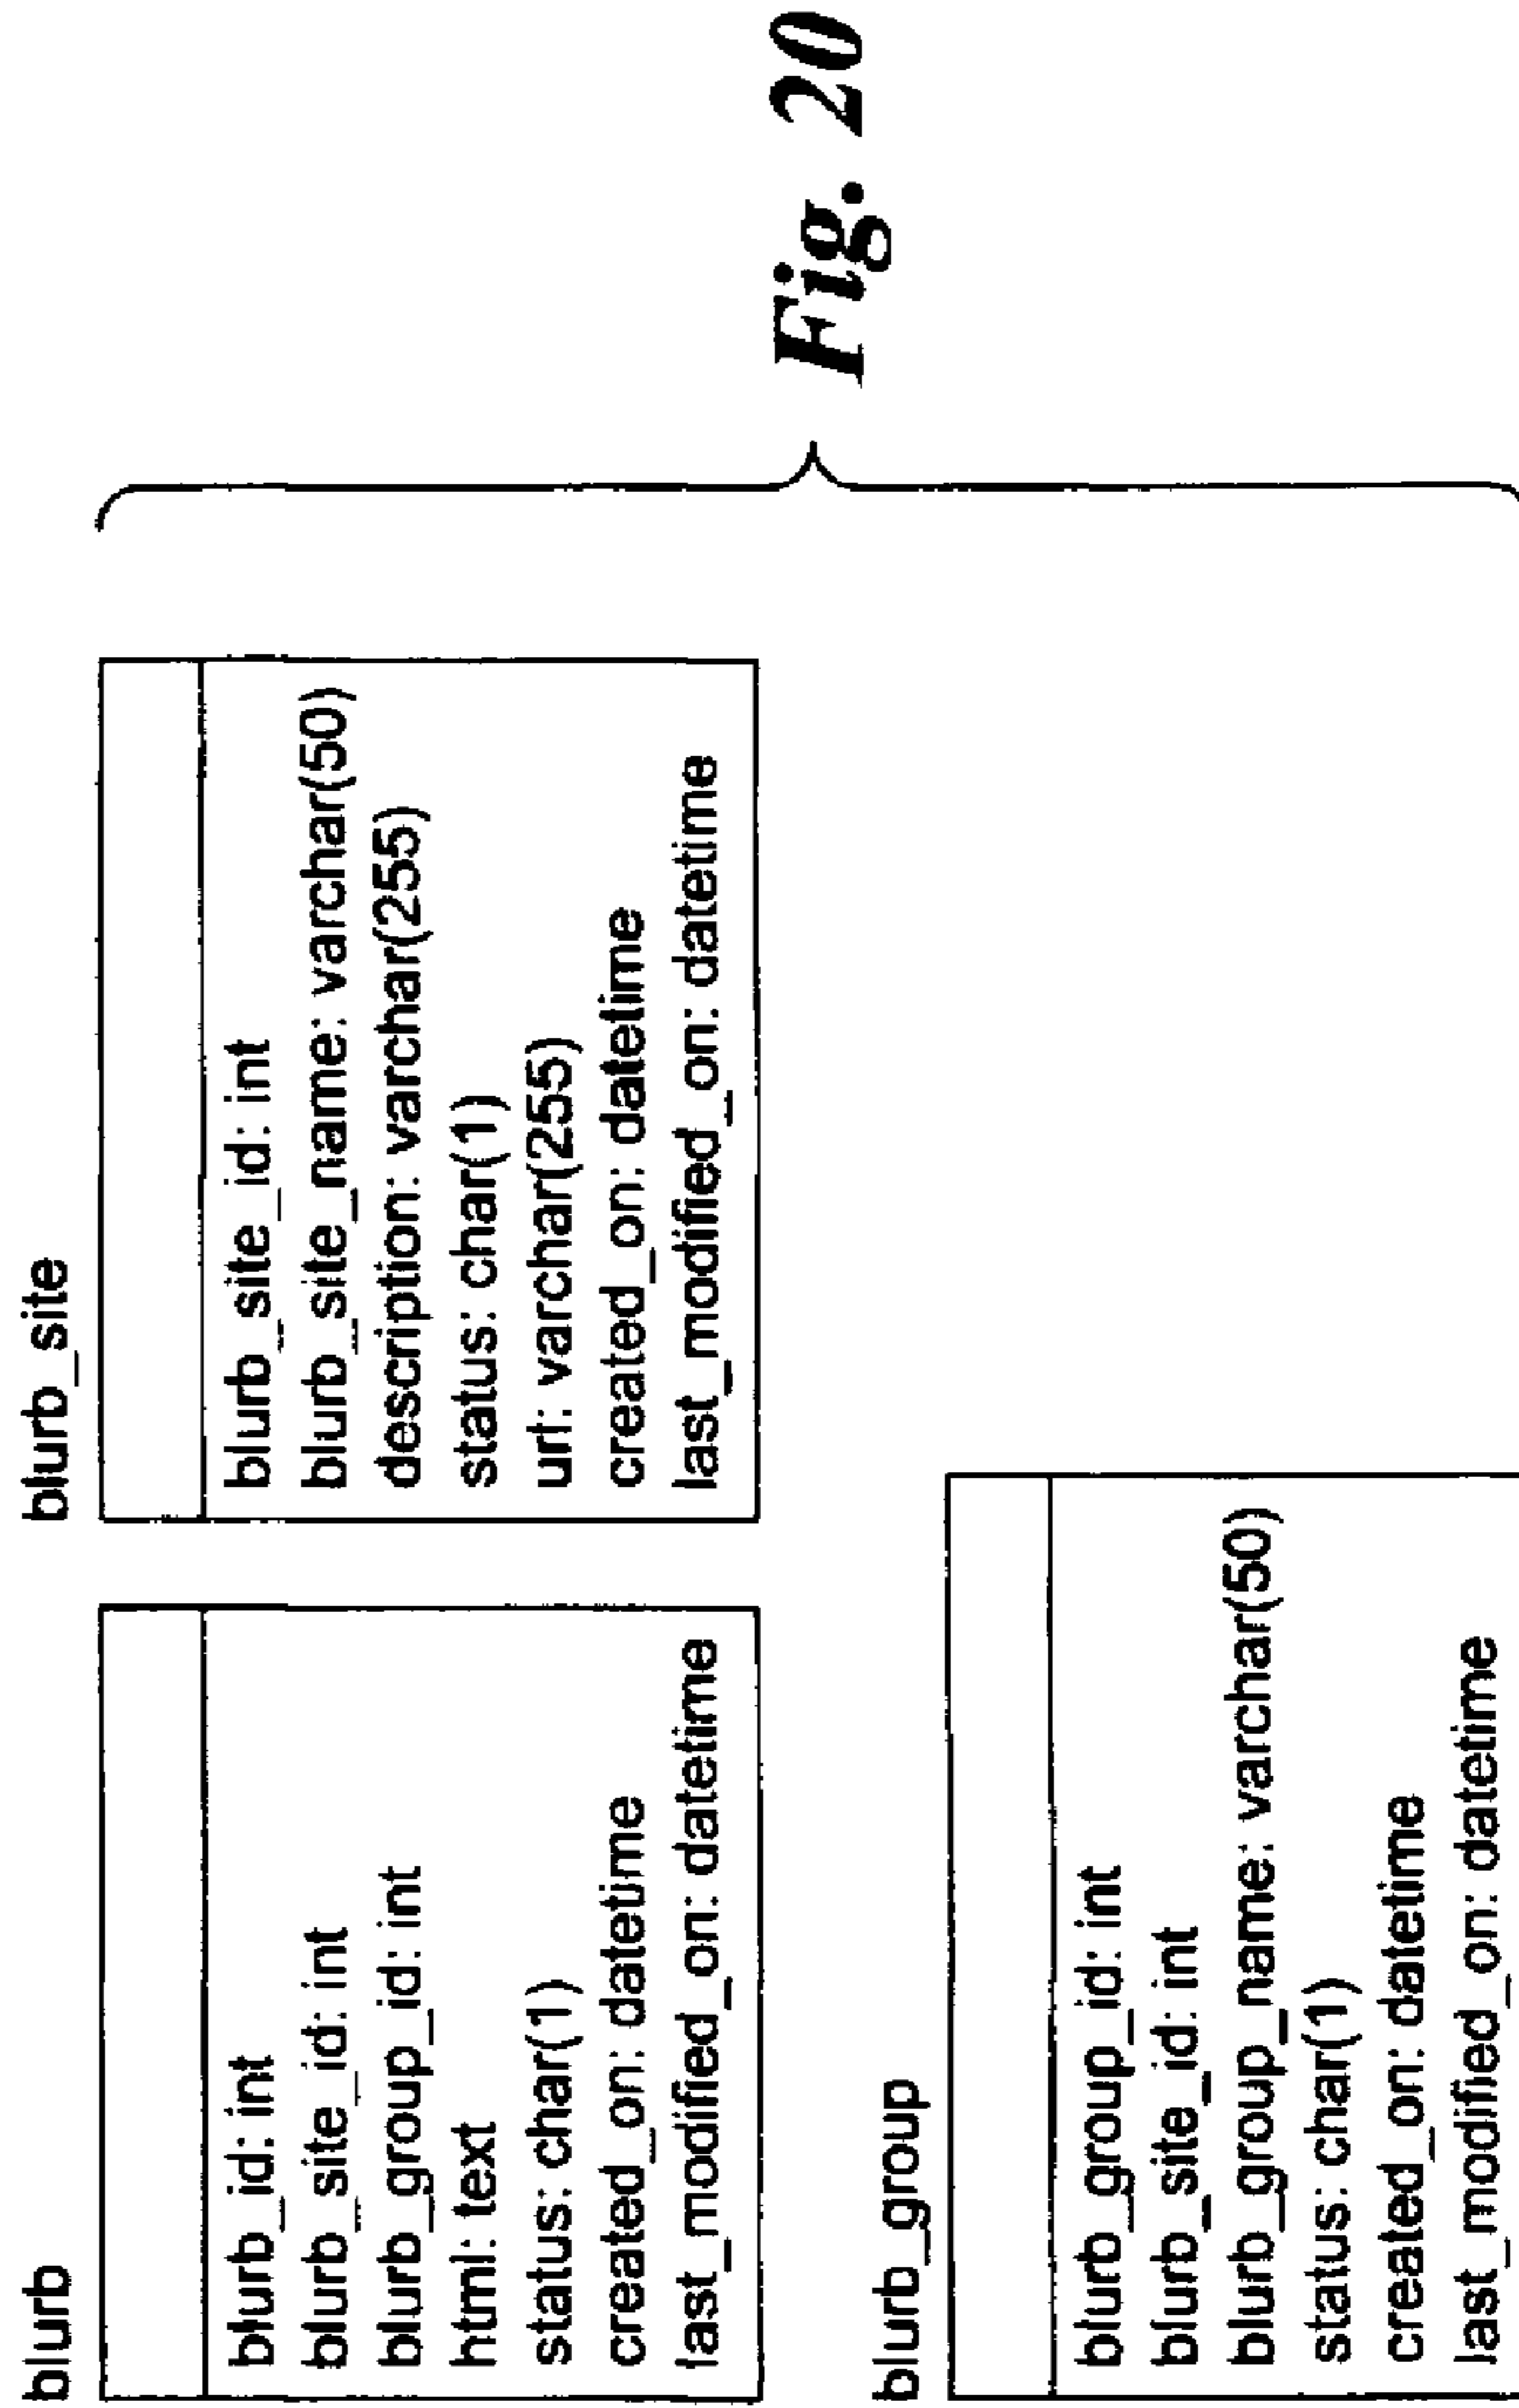 blurb
blurb_id: int
blurb_site_id: int
blurb_group_id: int
html: text
status: char(1)
created_on: datetime
last_modified_on: datetime
blurb_site
blurb_site_id: int
blurb_site_name: varchar(50)
description: varchar(255)
status: char(1)
url: varchar(255)
created_on: datetime
last_modified_on: datetime
blurb_group
blurb_group_id: int
blurb_site_id: int
blurb_group_name: varchar(50)
status: char(1)
created_on: datetime
last_modified_on: datetime
Fig. 20